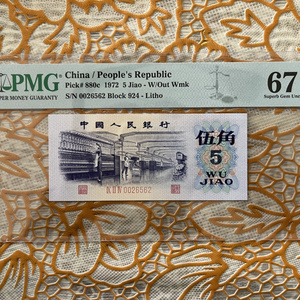 PMG
PER MONEY GUARANTY
China / People's Republic
Pick# 880c 1972 5 Jiao - W/Out Wmk
S/N 0026562 Block 924 - Litho
67
Superb Gem Unc
中国人民银行
伍角
5
WU
JIAO
0026562